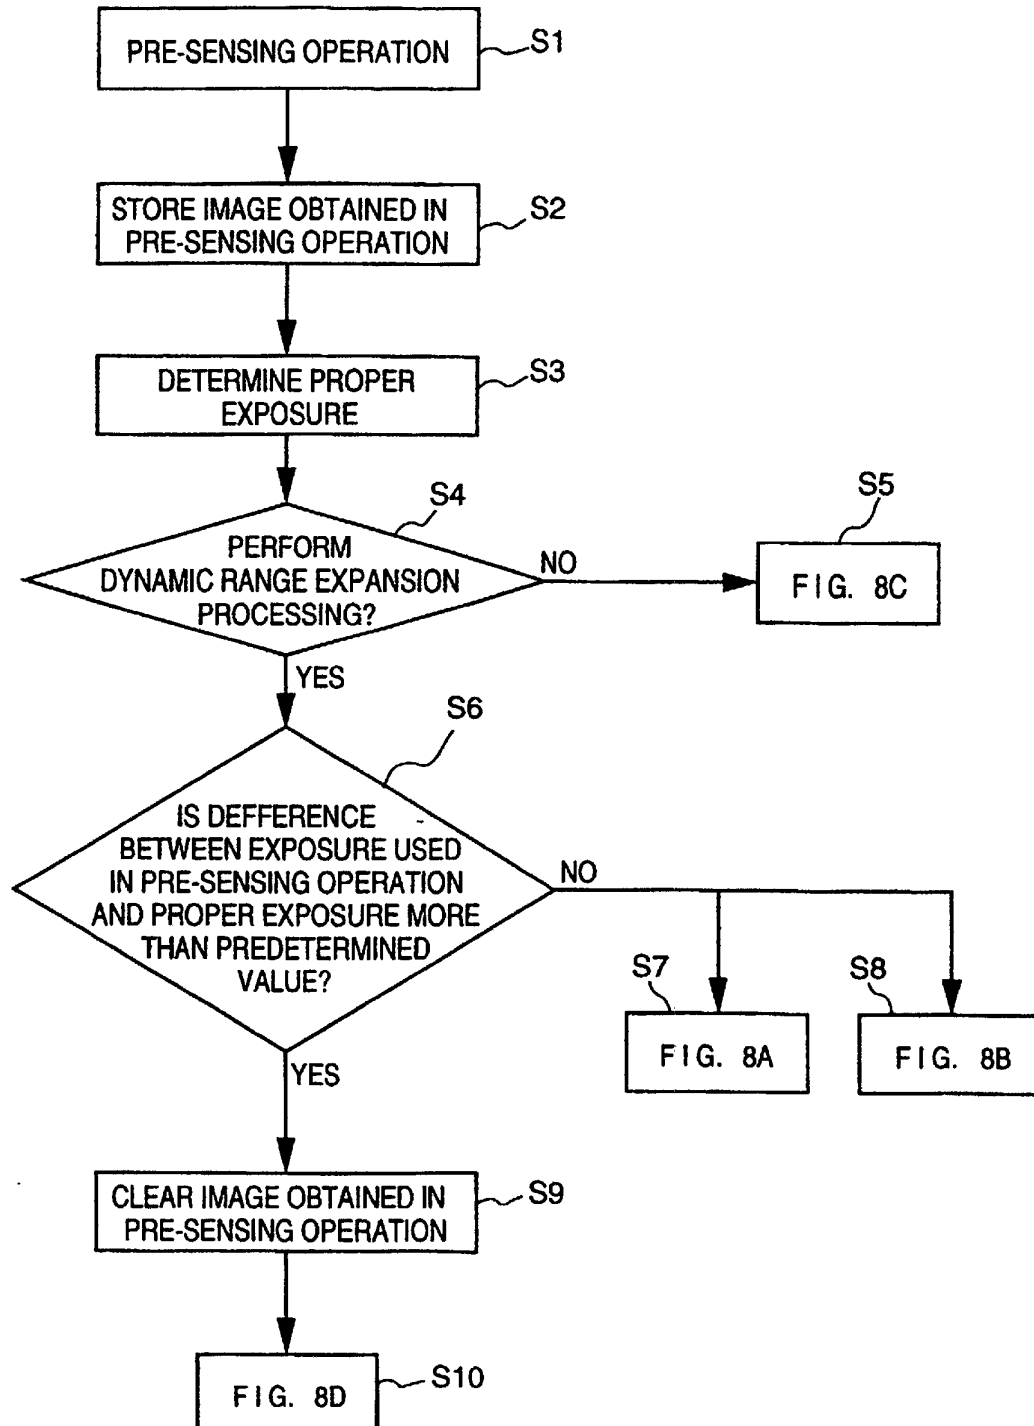 PRE-SENSING OPERATION
S1
STORE IMAGE OBTAINED IN
PRE-SENSING OPERATION
S2
DETERMINE PROPER
EXPOSURE
S3
S4
PERFORM
DYNAMIC RANGE EXPANSION
PROCESSING?
NO
S5
FIG. 8C
YES
S6
IS DEFFERENCE
BETWEEN EXPOSURE USED
IN PRE-SENSING OPERATION
AND PROPER EXPOSURE MORE
THAN PREDETERMINED
VALUE?
NO
S7
FIG. 8A
S8
FIG. 8B
YES
CLEAR IMAGE OBTAINED IN
PRE-SENSING OPERATION
S9
FIG. 8D
S10